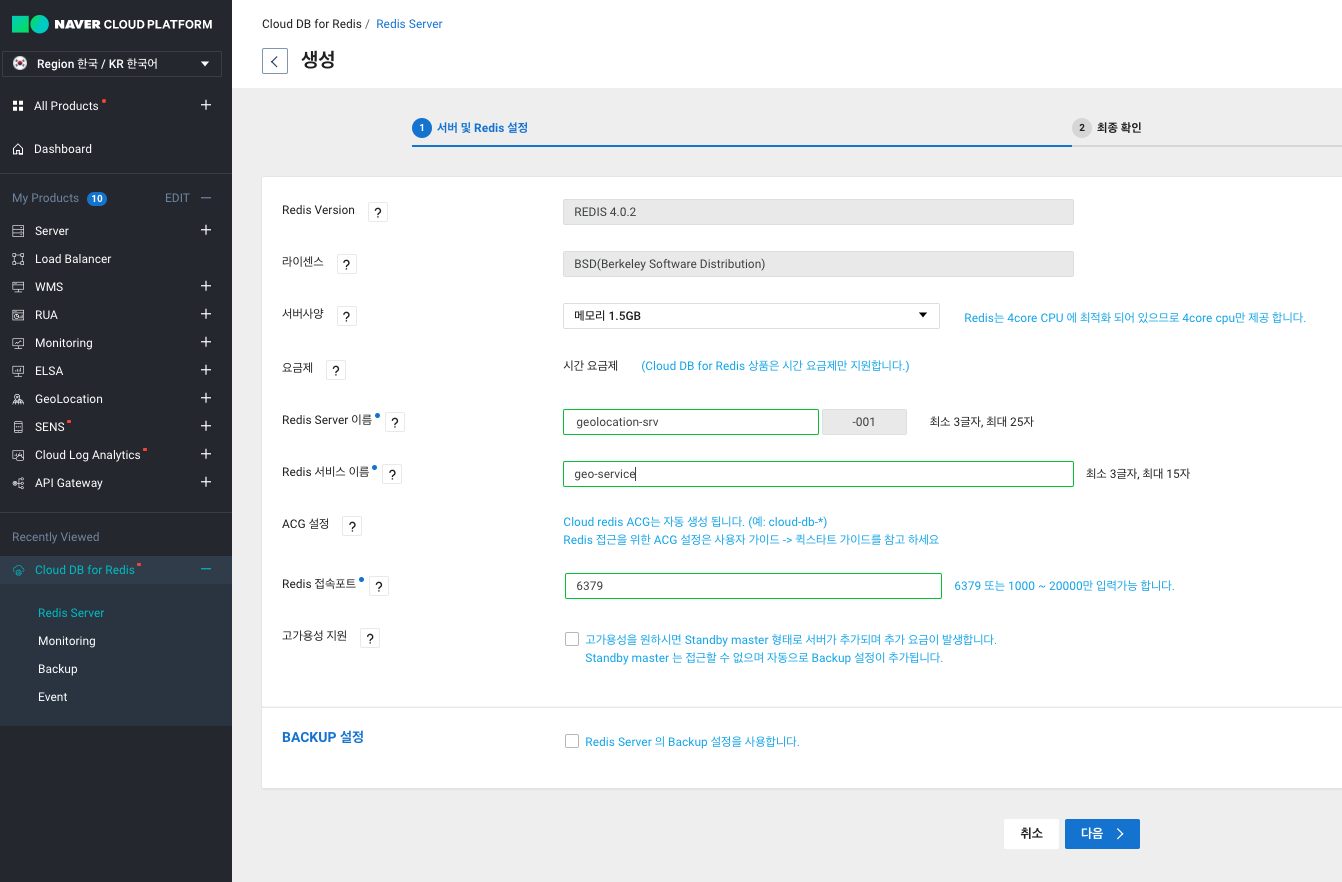 NAVER CLOUD PLATFORM
Region 한국 / KR 한국어
All Products
Dashboard
My Products 10 EDIT
Server
Load Balancer
WMS
RUA
Monitoring
ELSA
GeoLocation
SENS
Cloud Log Analytics
API Gateway
Recently Viewed
Cloud DB for Redis
Redis Server
Monitoring
Backup
Event
Cloud DB for Redis / Redis Server
생성
1 서버 및 Redis 설정
2 최종 확인
Redis Version ? REDIS 4.0.2
라이센스 ? BSD(Berkeley Software Distribution)
서버사양 ? 메모리 1.5GB Redis는 4core CPU 에 최적화 되어 있으므로 4core cpu만 제공 합니다.
요금제 ? 시간 요금제 (Cloud DB for Redis 상품은 시간 요금제만 지원합니다.)
Redis Server 이름 ? geolocation-srv -001 최소 3글자, 최대 25자
Redis 서비스 이름 ? geo-service 최소 3글자, 최대 15자
ACG 설정 ? Cloud redis ACG는 자동 생성 됩니다. (예: cloud-db-*)
Redis 접근을 위한 ACG 설정은 사용자 가이드 -> 퀵스타트 가이드를 참고 하세요
Redis 접속포트 ? 6379 6379 또는 1000 ~ 20000만 입력가능 합니다.
고가용성 지원 ? 고가용성을 원하시면 Standby master 형태로 서버가 추가되며 추가 요금이 발생합니다.
Standby master 는 접근할 수 없으며 자동으로 Backup 설정이 추가됩니다.
BACKUP 설정 Redis Server 의 Backup 설정을 사용합니다.
취소 다음